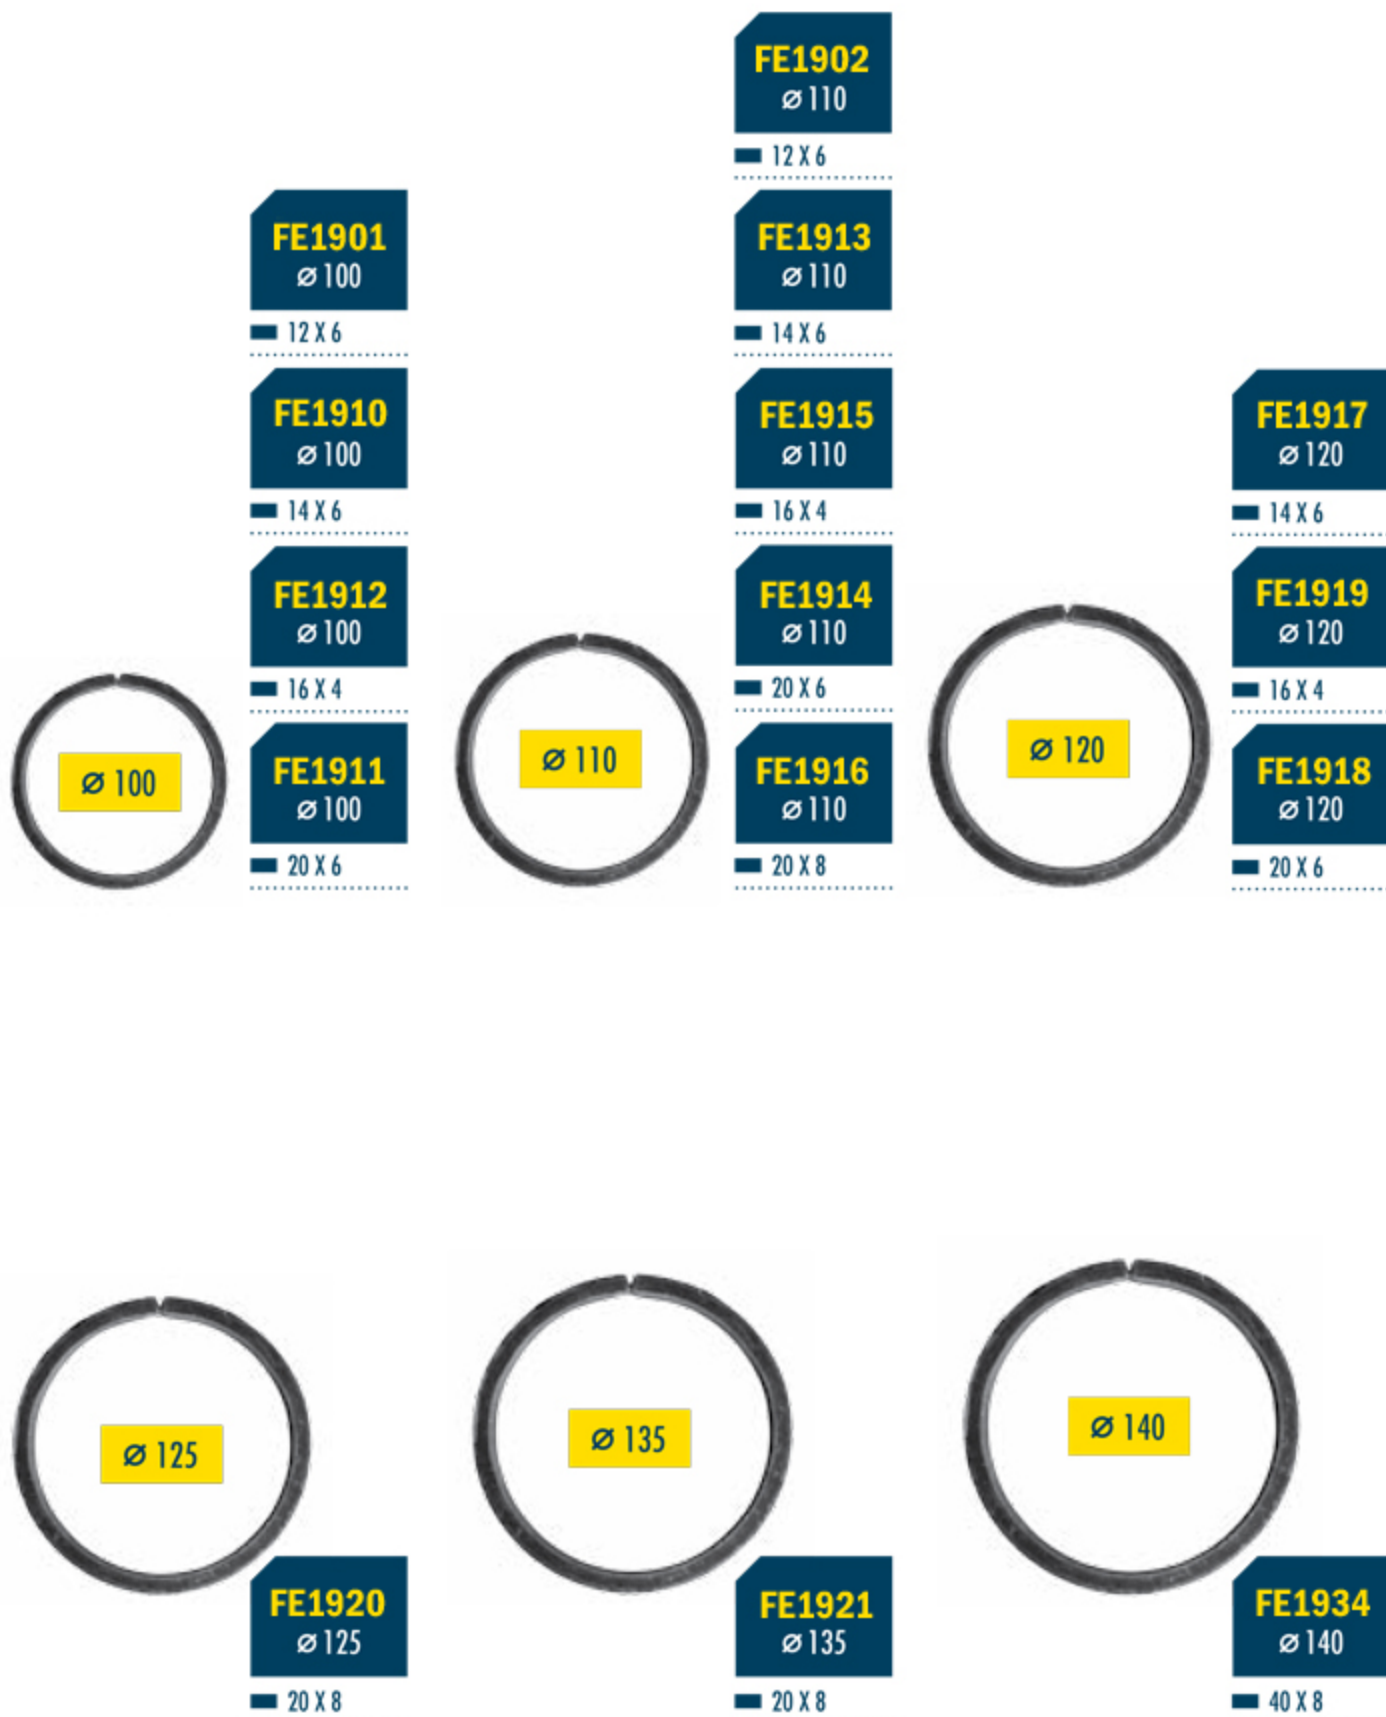 Ø 100
FE1901
Ø 100
12 X 6
FE1910
Ø 100
14 X 6
FE1912
Ø 100
16 X 4
FE1911
Ø 100
20 X 6
Ø 110
FE1902
Ø 110
12 X 6
FE1913
Ø 110
14 X 6
FE1915
Ø 110
16 X 4
FE1914
Ø 110
20 X 6
FE1916
Ø 110
20 X 8
Ø 120
FE1917
Ø 120
14 X 6
FE1919
Ø 120
16 X 4
FE1918
Ø 120
20 X 6
Ø 125
FE1920
Ø 125
20 X 8
Ø 135
FE1921
Ø 135
20 X 8
Ø 140
FE1934
Ø 140
40 X 8